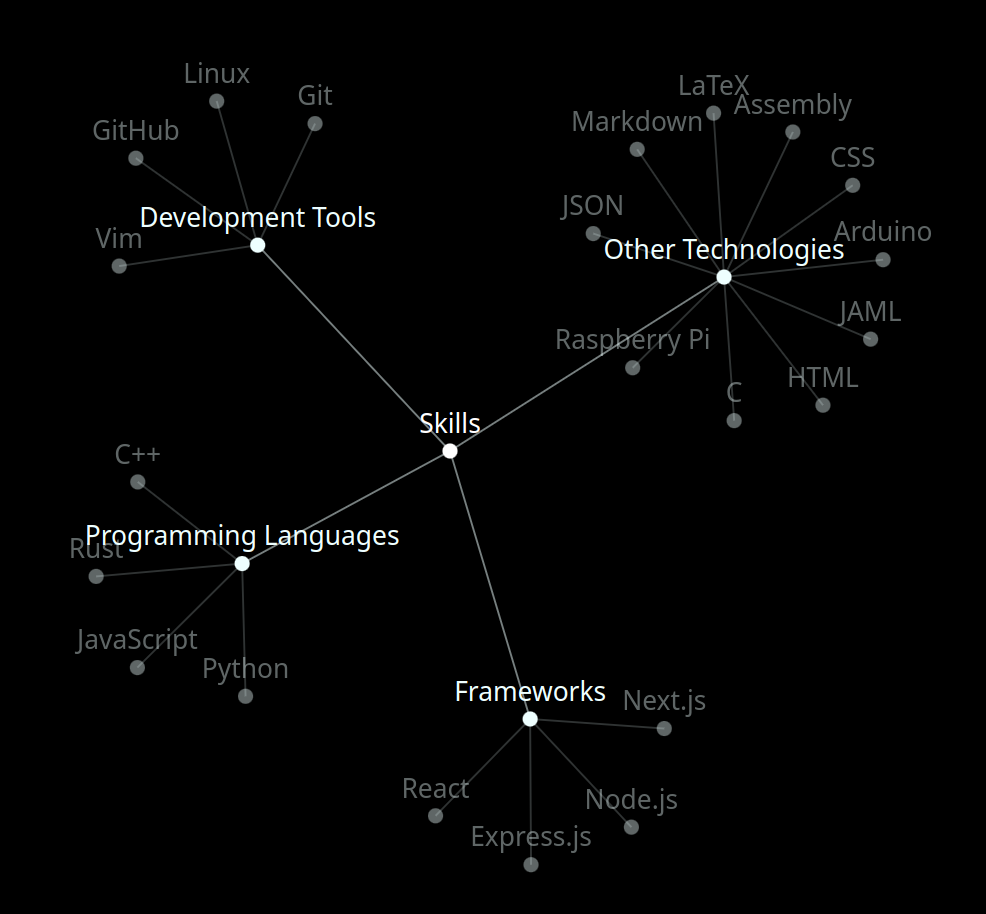 Linux
Git
GitHub
Development Tools
Vim
LaTeX
Assembly
Markdown
CSS
JSON
Arduino
Other Technologies
JAML
Raspberry Pi
HTML
C
Skills
C++
Programming Languages
Rust
JavaScript
Python
Frameworks
Next.js
React
Node.js
Express.js